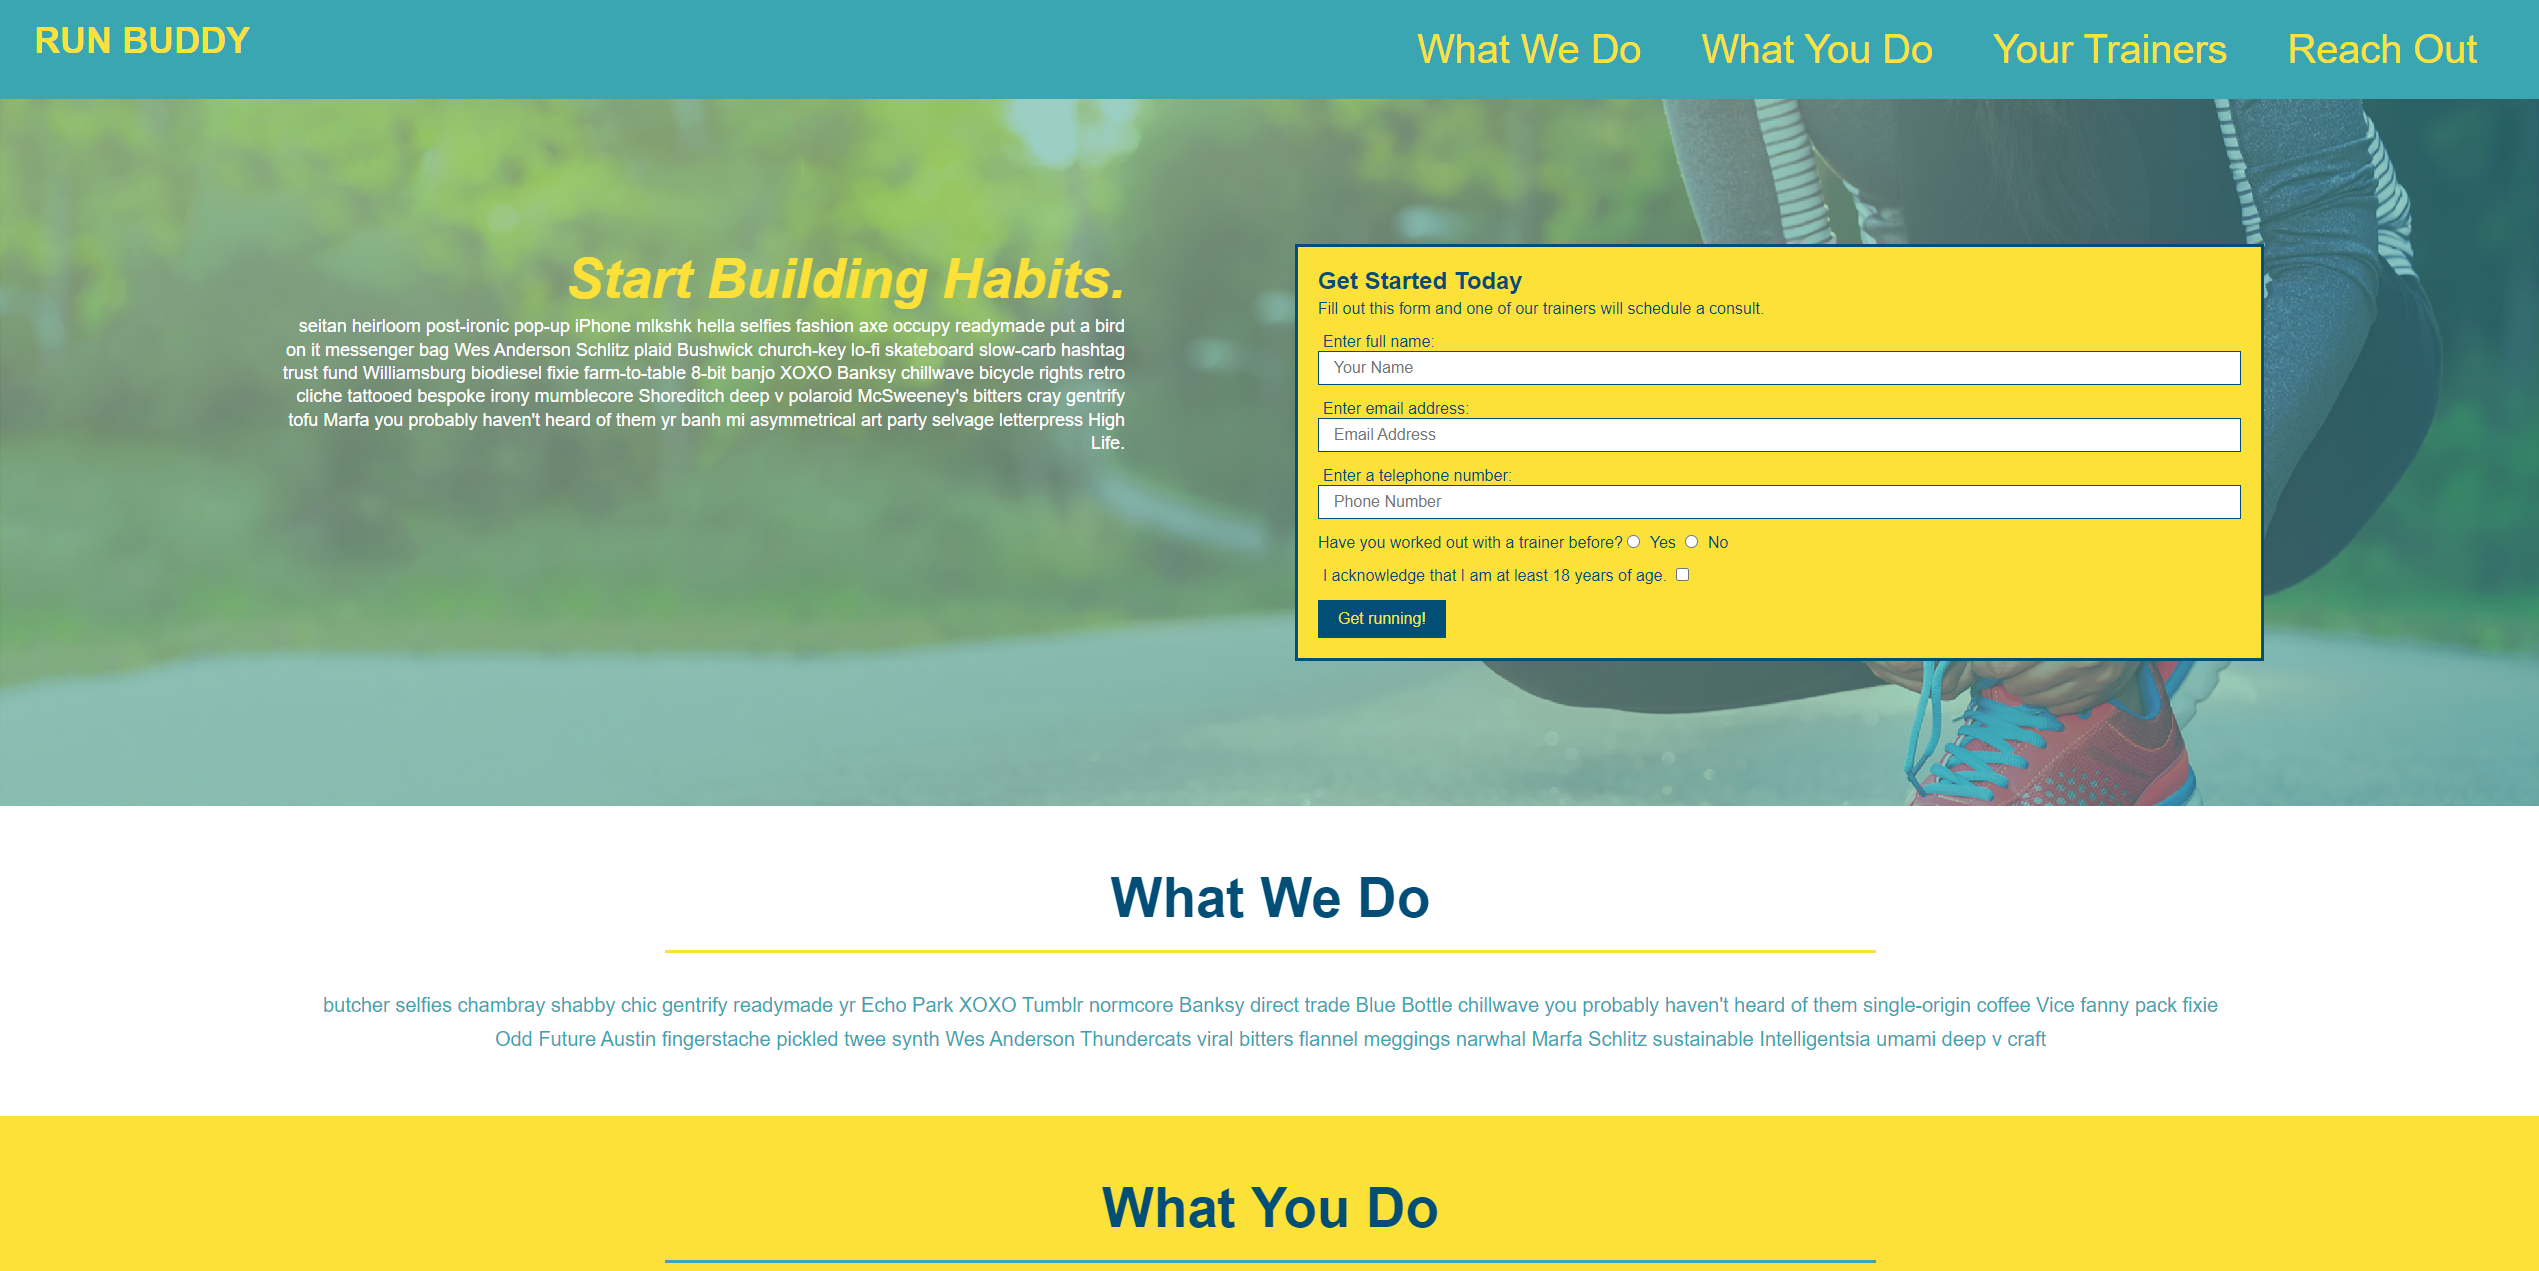 RUN BUDDY
What We Do
What You Do
Your Trainers
Reach Out
Start Building Habits.
seitan heirloom post-ironic pop-up iPhone mlkshk hella selfies fashion axe occupy readymade put a bird
on it messenger bag Wes Anderson Schlitz plaid Bushwick church-key lo-fi skateboard slow-carb hashtag
trust fund Williamsburg biodiesel fixie farm-to-table 8-bit banjo XOXO Banksy chillwave bicycle rights retro
cliche tattooed bespoke irony mumblecore Shoreditch deep v polaroid McSweeney's bitters cray gentrify
tofu Marfa you probably haven't heard of them yr banh mi asymmetrical art party selvage letterpress High
Life.
Get Started Today
Fill out this form and one of our trainers will schedule a consult.
Enter full name:
Your Name
Enter email address:
Email Address
Enter a telephone number:
Phone Number
Have you worked out with a trainer before? Yes No
I acknowledge that I am at least 18 years of age.
Get running!
What We Do
butcher selfies chambray shabby chic gentrify readymade yr Echo Park XOXO Tumblr normcore Banksy direct trade Blue Bottle chillwave you probably haven't heard of them single-origin coffee Vice fanny pack fixie
Odd Future Austin fingerstache pickled twee synth Wes Anderson Thundercats viral bitters flannel meggings narwhal Marfa Schlitz sustainable Intelligentsia umami deep v craft
What You Do